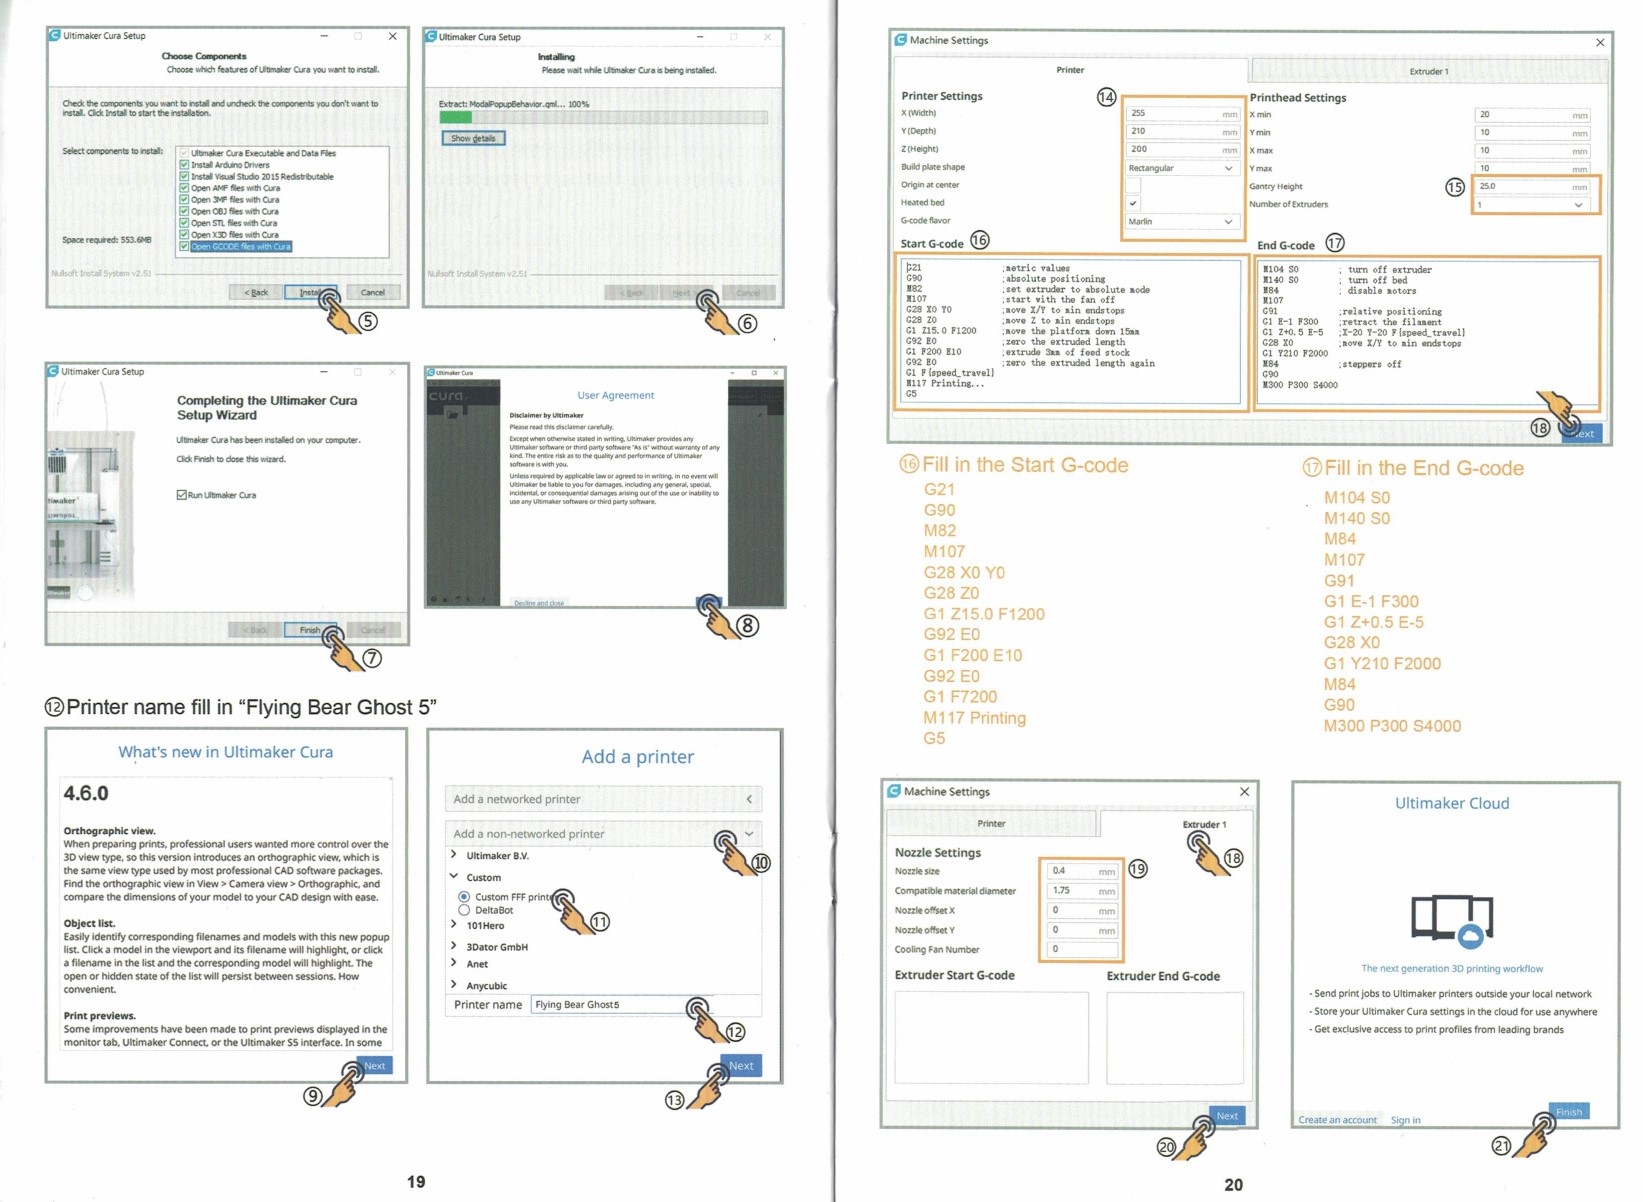 Ultimaker Cura Setup
Choose Components
Choose which features of Ultimaker Cura you want to install.
Check the components you want to install and uncheck the components you don't want to
install. Click Install to start the installation.
Select components to install:
Ultimaker Cura Executable and Data Files
Install Arduino Drivers
Install Visual Studio 2015 Redistributable
Open AMF files with Cura
Open 3MF files with Cura
Open OBJ files with Cura
Open STL files with Cura
Open X3D files with Cura
Open GCODE files with Cura
Space required: 553.6MB
Nullsoft Install System v2.51
< Back Install Cancel
⑤
Ultimaker Cura Setup
Installing
Please wait while Ultimaker Cura is being installed.
Extract: ModalPopupBehavior.qml... 100%
Show details
Nullsoft Install System v2.51
< Back Next > Cancel
⑥
Ultimaker Cura Setup
Completing the Ultimaker Cura
Setup Wizard
Ultimaker Cura has been installed on your computer.
Click Finish to close this wizard.
Run Ultimaker Cura
< Back Finish Cancel
⑦
Ultimaker Cura
cura.
User Agreement
Disclaimer by Ultimaker
Please read this disclaimer carefully.
Except when otherwise stated in writing, Ultimaker provides any
Ultimaker software or third party software "As is" without warranty of any
kind. The entire risk as to the quality and performance of Ultimaker
software is with you.
Unless required by applicable law or agreed to in writing, in no event will
Ultimaker be liable to you for damages, including any general, special,
incidental, or consequential damages arising out of the use or inability to
use any Ultimaker software or third party software.
Decline and close
⑧
⑫Printer name fill in “Flying Bear Ghost 5”
What's new in Ultimaker Cura
4.6.0
Orthographic view.
When preparing prints, professional users wanted more control over the
3D view type, so this version introduces an orthographic view, which is
the same view type used by most professional CAD software packages.
Find the orthographic view in View > Camera view > Orthographic, and
compare the dimensions of your model to your CAD design with ease.
Object list.
Easily identify corresponding filenames and models with this new popup
list. Click a model in the viewport and its filename will highlight, or click
a filename in the list and the corresponding model will highlight. The
open or hidden state of the list will persist between sessions. How
convenient.
Print previews.
Some improvements have been made to print previews displayed in the
monitor tab, Ultimaker Connect, or the Ultimaker S5 interface. In some
Next
⑨
Add a printer
Add a networked printer
Add a non-networked printer
⑩
Ultimaker B.V.
Custom
Custom FFF printer
⑪
DeltaBot
101Hero
3Dator GmbH
Anet
Anycubic
Printer name Flying Bear Ghost5
⑫
Next
⑬
19
Machine Settings
Printer Extruder 1
Printer Settings
⑭
X (Width) 255 mm
Y (Depth) 210 mm
Z (Height) 200 mm
Build plate shape Rectangular
Origin at center
Heated bed
G-code flavor Marlin
Printhead Settings
X min 20 mm
Y min 10 mm
X max 10 mm
Y max 10 mm
⑮
Gantry Height 25.0 mm
Number of Extruders 1
Start G-code ⑯
G21 ;metric values
G90 ;absolute positioning
M82 ;set extruder to absolute mode
M107 ;start with the fan off
G28 X0 Y0 ;move X/Y to min endstops
G28 Z0 ;move Z to min endstops
G1 Z15.0 F1200 ;move the platform down 15mm
G92 E0 ;zero the extruded length
G1 F200 E10 ;extrude 3mm of feed stock
G92 E0 ;zero the extruded length again
G1 F{speed_travel}
M117 Printing...
G5
End G-code ⑰
M104 S0 ; turn off extruder
M140 S0 ; turn off bed
M84 ; disable motors
M107
G91 ;relative positioning
G1 E-1 F300 ;retract the filament
G1 Z+0.5 E-5 ;X-20 Y-20 F{speed_travel}
G28 X0 ;move X/Y to min endstops
G1 Y210 F2000
M84 ;steppers off
G90
M300 P300 S4000
⑱
Next
⑯Fill in the Start G-code
G21
G90
M82
M107
G28 X0 Y0
G28 Z0
G1 Z15.0 F1200
G92 E0
G1 F200 E10
G92 E0
G1 F7200
M117 Printing
G5
⑰Fill in the End G-code
M104 S0
M140 S0
M84
M107
G91
G1 E-1 F300
G1 Z+0.5 E-5
G28 X0
G1 Y210 F2000
M84
G90
M300 P300 S4000
Machine Settings
Printer Extruder 1
⑱
Nozzle Settings
⑲
Nozzle size 0.4 mm
Compatible material diameter 1.75 mm
Nozzle offset X 0 mm
Nozzle offset Y 0 mm
Cooling Fan Number 0
Extruder Start G-code Extruder End G-code
Next
⑳
Ultimaker Cloud
The next generation 3D printing workflow
- Send print jobs to Ultimaker printers outside your local network
- Store your Ultimaker Cura settings in the cloud for use anywhere
- Get exclusive access to print profiles from leading brands
Finish
Create an account Sign in
㉑
20